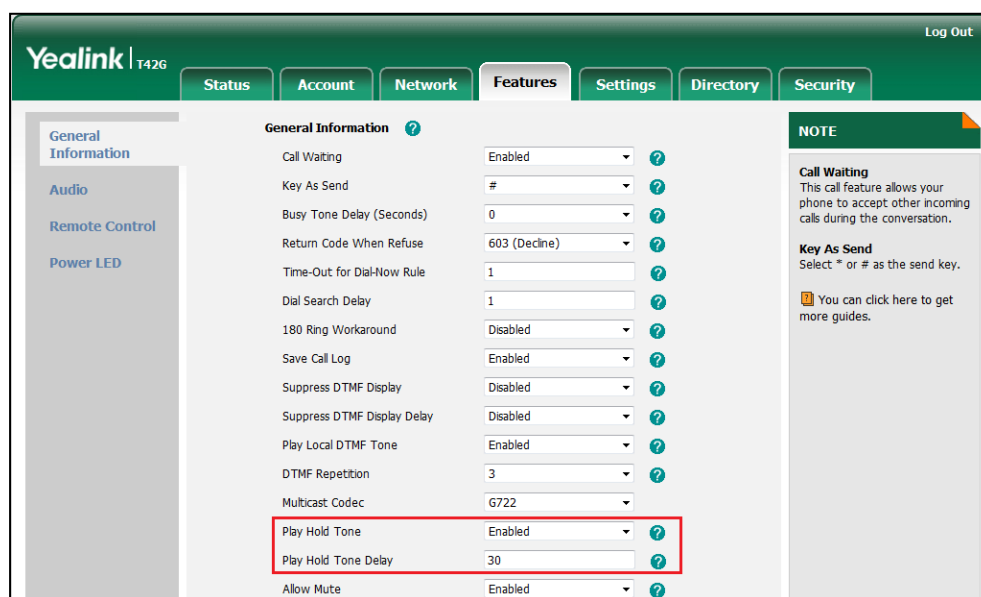 Log Out
Yealink | T42G
Status Account Network Features Settings Directory Security
General
Information
Audio
Remote Control
Power LED
General Information ?
Call Waiting Enabled ?
Key As Send # ?
Busy Tone Delay (Seconds) 0 ?
Return Code When Refuse 603 (Decline) ?
Time-Out for Dial-Now Rule 1 ?
Dial Search Delay 1 ?
180 Ring Workaround Disabled ?
Save Call Log Enabled ?
Suppress DTMF Display Disabled ?
Suppress DTMF Display Delay Disabled ?
Play Local DTMF Tone Enabled ?
DTMF Repetition 3 ?
Multicast Codec G722
Play Hold Tone Enabled ?
Play Hold Tone Delay 30 ?
Allow Mute Enabled ?
NOTE
Call Waiting
This call feature allows your
phone to accept other incoming
calls during the conversation.
Key As Send
Select * or # as the send key.
? You can click here to get
more guides.